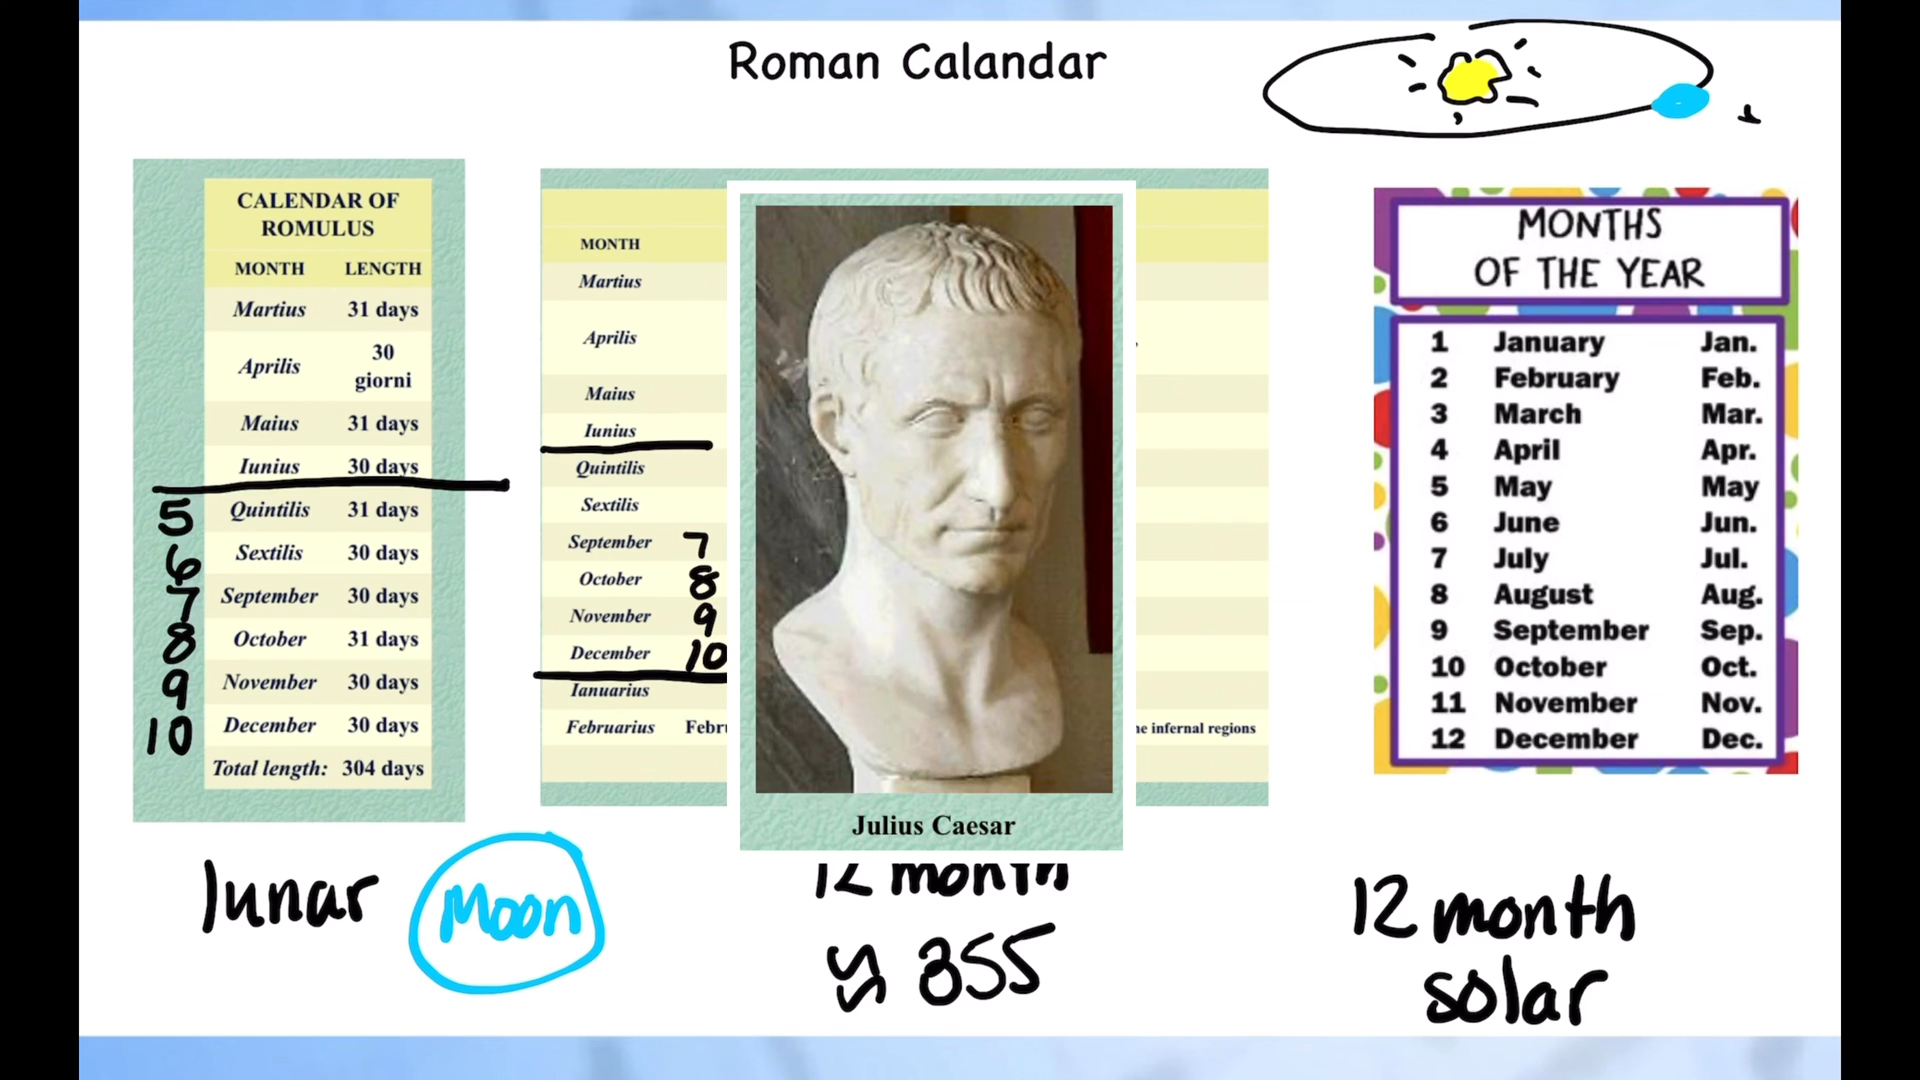 Roman Calandar
CALENDAR OF
ROMULUS
MONTH LENGTH
Martius 31 days
Aprilis 30 giorni
Maius 31 days
Iunius 30 days
5 Quintilis 31 days
6 Sextilis 30 days
7 September 30 days
8 October 31 days
9 November 30 days
10 December 30 days
Total length: 304 days
lunar Moon
MONTH
Martius
Aprilis
Maius
Iunius
Quintilis
Sextilis
September 7
October 8
November 9
December 10
Ianuarius
Februarius Febru
infernal regions
Julius Caesar
12 month
≈ 355
MONTHS
OF THE YEAR
1 January Jan.
2 February Feb.
3 March Mar.
4 April Apr.
5 May May
6 June Jun.
7 July Jul.
8 August Aug.
9 September Sep.
10 October Oct.
11 November Nov.
12 December Dec.
12 month
solar